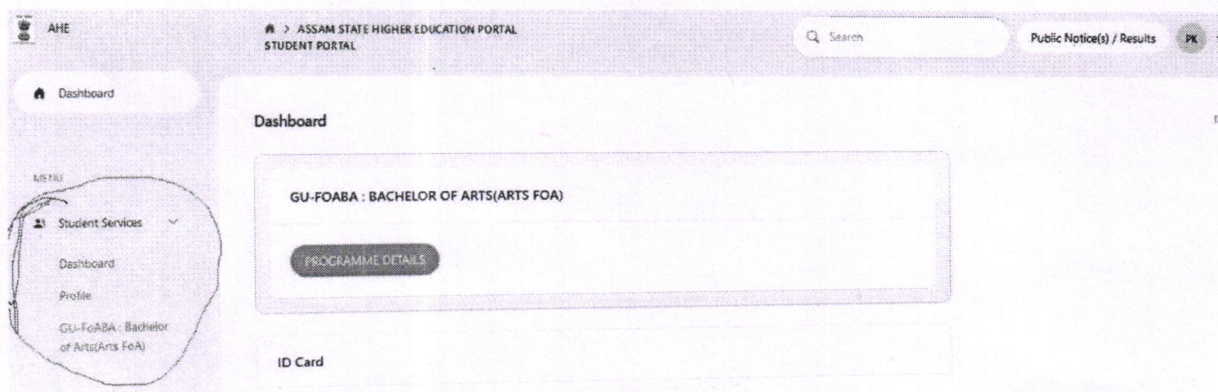 AHE
> ASSAM STATE HIGHER EDUCATION PORTAL
STUDENT PORTAL
Search
Public Notice(s) / Results
PK
Dashboard
Dashboard
MENU
Student Services
Dashboard
Profile
GU-FoABA : Bachelor
of Arts(Arts FoA)
GU-FOABA : BACHELOR OF ARTS(ARTS FOA)
PROGRAMME DETAILS
ID Card